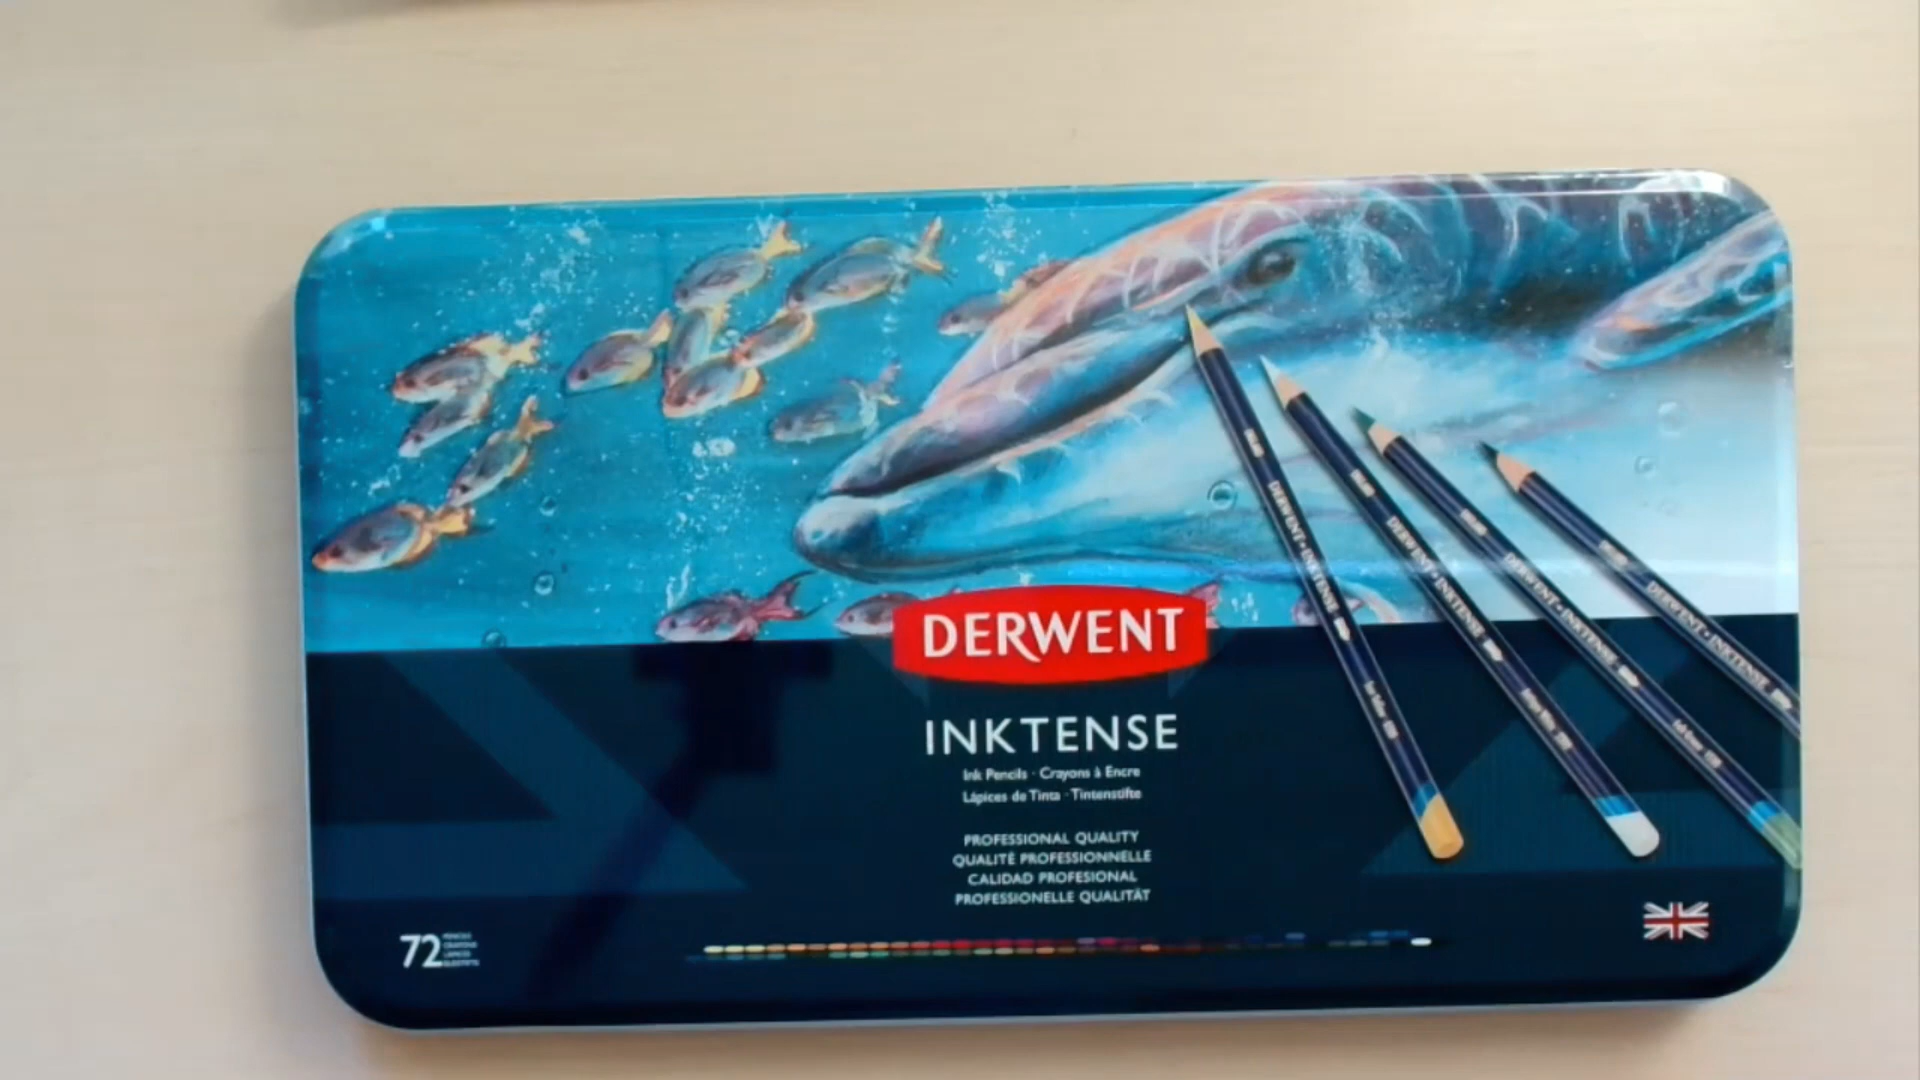 DERWENT
INKTENSE
Ink Pencils · Crayons à Encre
Lápices de Tinta · Tintenstifte
PROFESSIONAL QUALITY
QUALITÉ PROFESSIONNELLE
CALIDAD PROFESIONAL
PROFESSIONELLE QUALITÄT
72
DERWENT · INKTENSE
DERWENT · INKTENSE
DERWENT · INKTENSE
DERWENT · INKTENSE